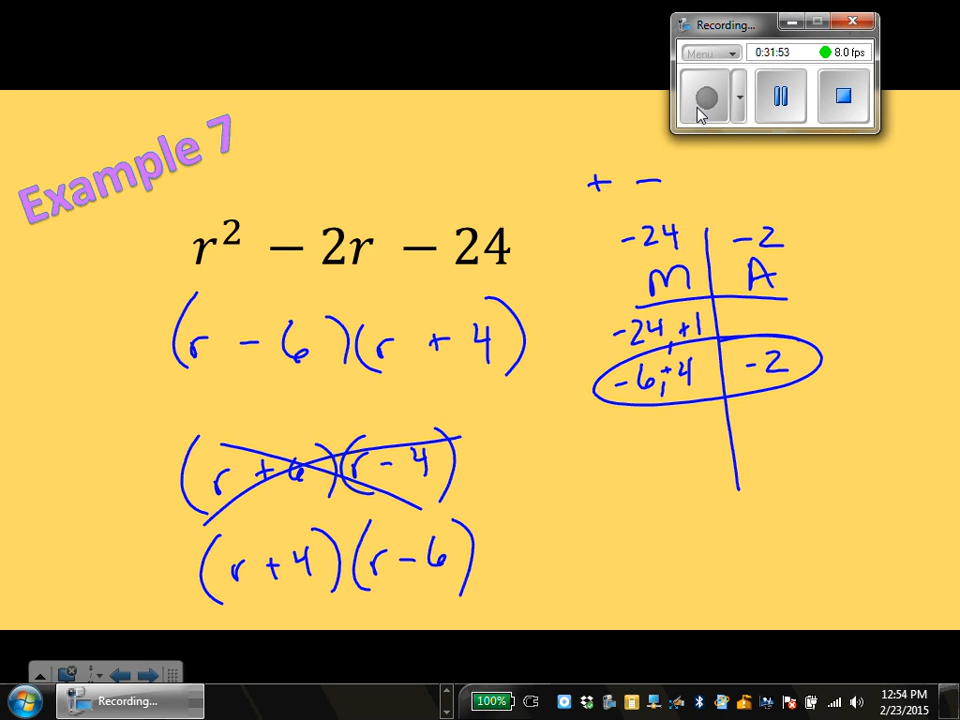 Recording...
Menu
0:31:53
8.0 fps
Example 7
r² − 2r − 24
(r - 6)(r + 4)
(r + 6)(r - 4)
(r + 4)(r - 6)
+ -
-24 | -2
M | A
-24, +1
-6, +4 | -2
Recording...
100%
12:54 PM
2/23/2015